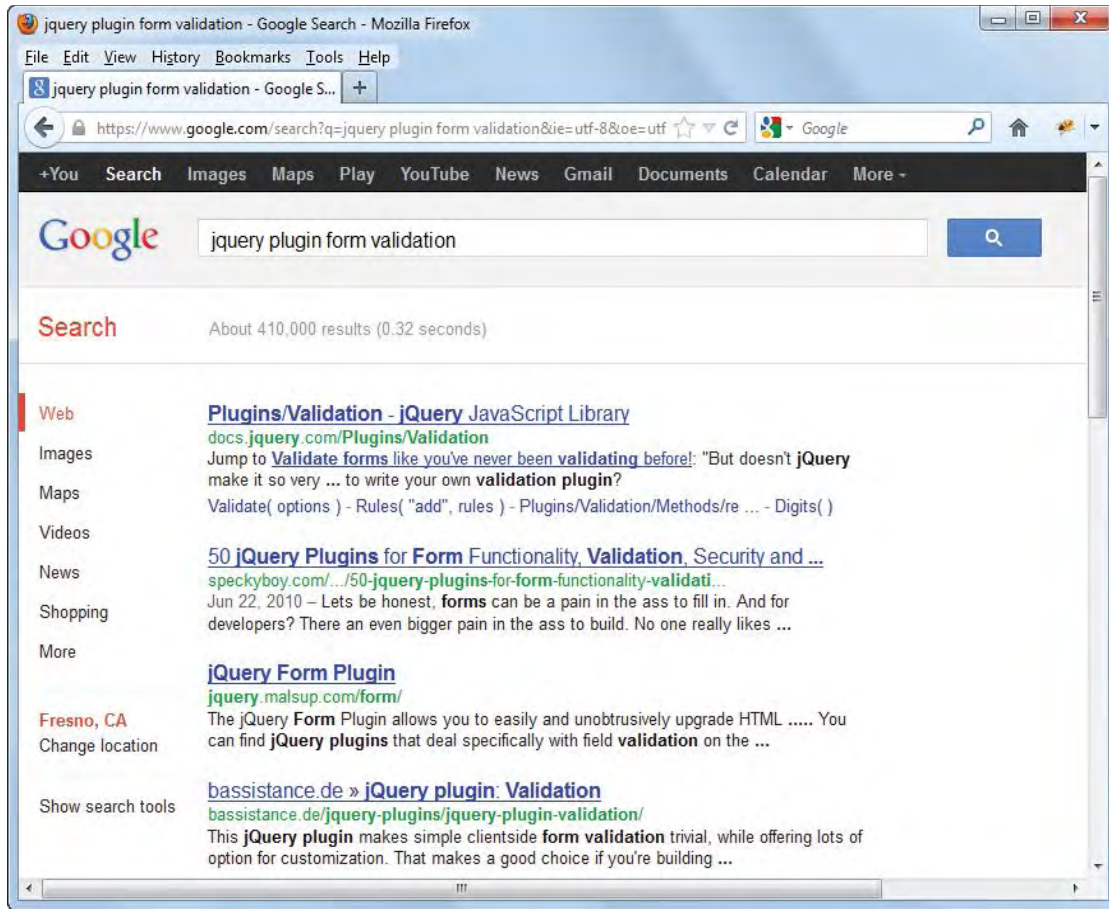 jquery plugin form validation - Google Search - Mozilla Firefox
File Edit View History Bookmarks Tools Help
jquery plugin form validation - Google S...
https://www.google.com/search?q=jquery plugin form validation&ie=utf-8&oe=utf
Google
+You Search Images Maps Play YouTube News Gmail Documents Calendar More
Google
jquery plugin form validation
Search
About 410,000 results (0.32 seconds)
Web
Images
Maps
Videos
News
Shopping
More
Fresno, CA
Change location
Show search tools
Plugins/Validation - jQuery JavaScript Library
docs.jquery.com/Plugins/Validation
Jump to Validate forms like you've never been validating before!: "But doesn't jQuery
make it so very ... to write your own validation plugin?
Validate( options ) - Rules( "add", rules ) - Plugins/Validation/Methods/re ... - Digits( )
50 jQuery Plugins for Form Functionality, Validation, Security and ...
speckyboy.com/.../50-jquery-plugins-for-form-functionality-validati...
Jun 22, 2010 – Lets be honest, forms can be a pain in the ass to fill in. And for
developers? There an even bigger pain in the ass to build. No one really likes ...
jQuery Form Plugin
jquery.malsup.com/form/
The jQuery Form Plugin allows you to easily and unobtrusively upgrade HTML ..... You
can find jQuery plugins that deal specifically with field validation on the ...
bassistance.de » jQuery plugin: Validation
bassistance.de/jquery-plugins/jquery-plugin-validation/
This jQuery plugin makes simple clientside form validation trivial, while offering lots of
option for customization. That makes a good choice if you're building ...